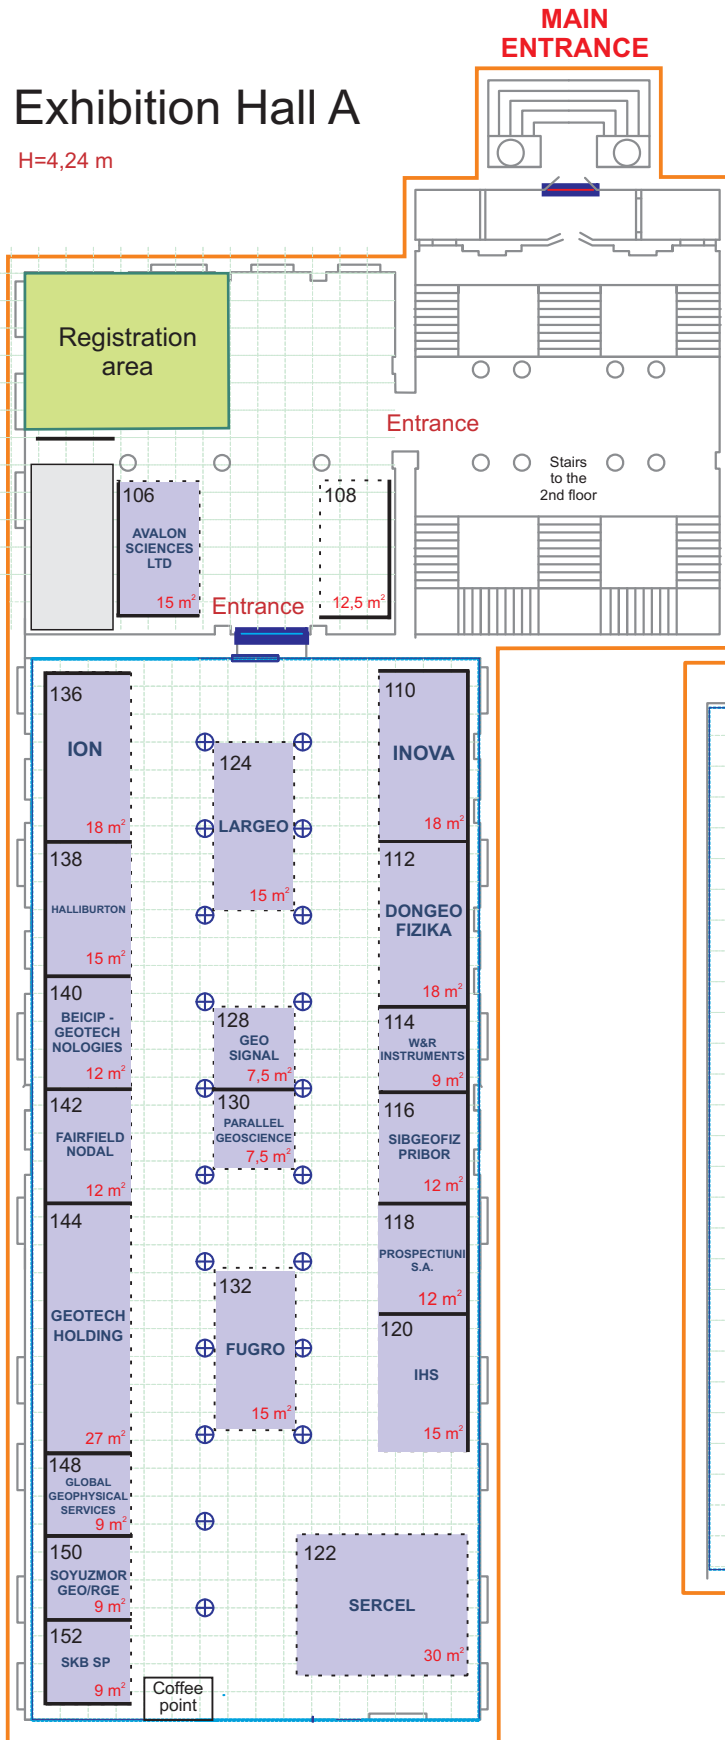 MAIN
ENTRANCE
Exhibition Hall A
H=4,24 m
Registration
area
Entrance
Stairs
to the
2nd floor
106
AVALON
SCIENCES
LTD
15 m²
108
12,5 m²
Entrance
136
ION
18 m²
138
HALLIBURTON
15 m²
140
BEICIP -
GEOTECH
NOLOGIES
12 m²
142
FAIRFIELD
NODAL
12 m²
144
GEOTECH
HOLDING
27 m²
148
GLOBAL
GEOPHYSICAL
SERVICES
9 m²
150
SOYUZMOR
GEO/RGE
9 m²
152
SKB SP
9 m²
124
LARGEO
15 m²
128
GEO
SIGNAL
7,5 m²
130
PARALLEL
GEOSCIENCE
7,5 m²
132
FUGRO
15 m²
110
INOVA
18 m²
112
DONGEO
FIZIKA
18 m²
114
W&R
INSTRUMENTS
9 m²
116
SIBGEOFIZ
PRIBOR
12 m²
118
PROSPECTIUNI
S.A.
12 m²
120
IHS
15 m²
122
SERCEL
30 m²
Coffee
point